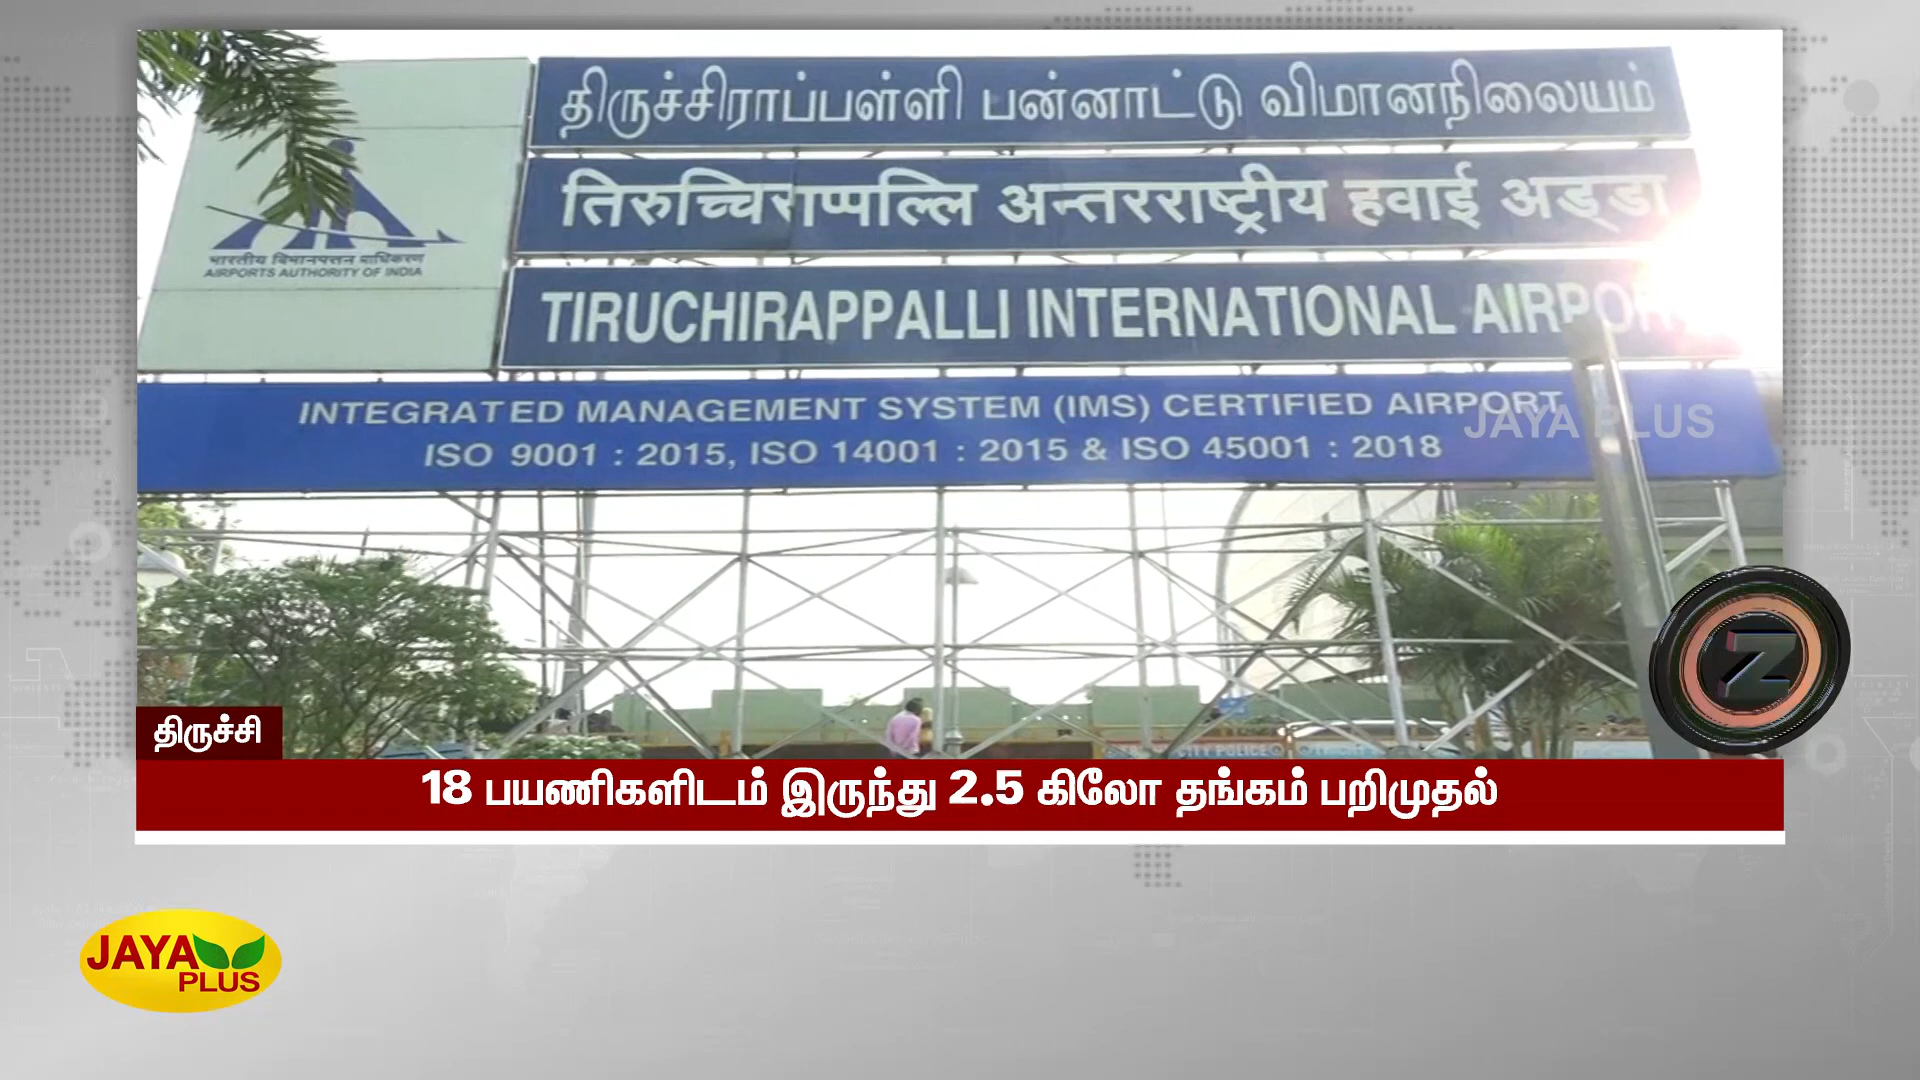 திருச்சிராப்பள்ளி பன்னாட்டு விமானநிலையம்
तिरुच्चिराप्पल्लि अन्तरराष्ट्रीय हवाई अड्डा
भारतीय विमानपत्तन प्राधिकरण
AIRPORTS AUTHORITY OF INDIA
TIRUCHIRAPPALLI INTERNATIONAL AIRPORT
INTEGRATED MANAGEMENT SYSTEM (IMS) CERTIFIED AIRPORT
JAYA PLUS
ISO 9001 : 2015, ISO 14001 : 2015 & ISO 45001 : 2018
Z
திருச்சி
CITY POLICE
18 பயணிகளிடம் இருந்து 2.5 கிலோ தங்கம் பறிமுதல்
JAYA
PLUS